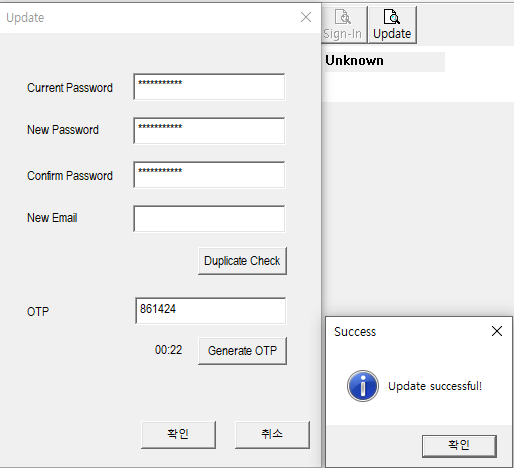 Update
Sign-In
Update
Unknown
Current Password
***********
New Password
***********
Confirm Password
***********
New Email
Duplicate Check
OTP
861424
00:22
Generate OTP
확인
취소
Success
Update successful!
확인